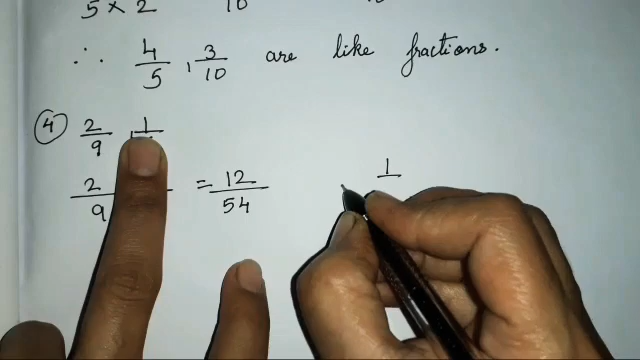 5 × 2 10
∴ 4/5 , 3/10 are like fractions.
④ 2/9 , 1/
2/9 = 12/54 1/